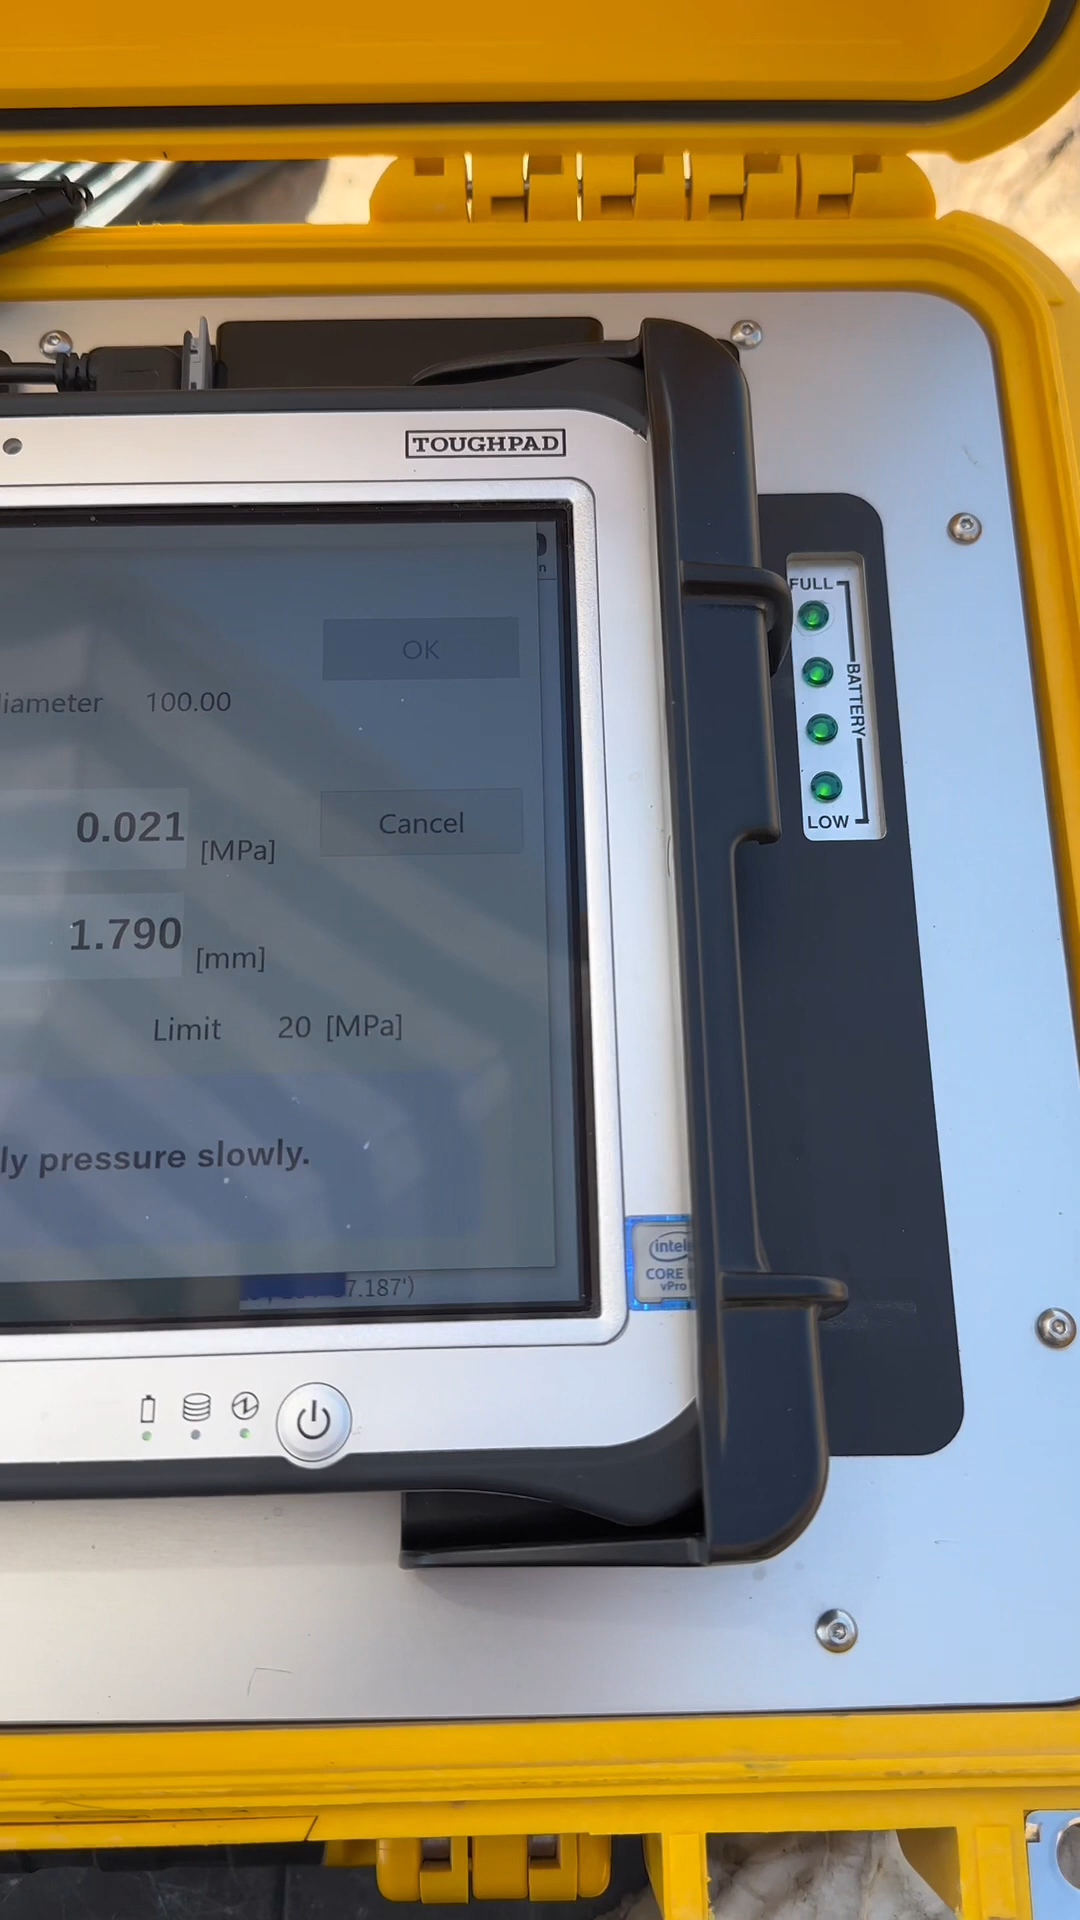 TOUGHPAD
n
OK
iameter 100.00
0.021 [MPa]
Cancel
1.790 [mm]
Limit 20 [MPa]
ly pressure slowly.
7.187')
FULL
BATTERY
LOW
intel
CORE
vPro